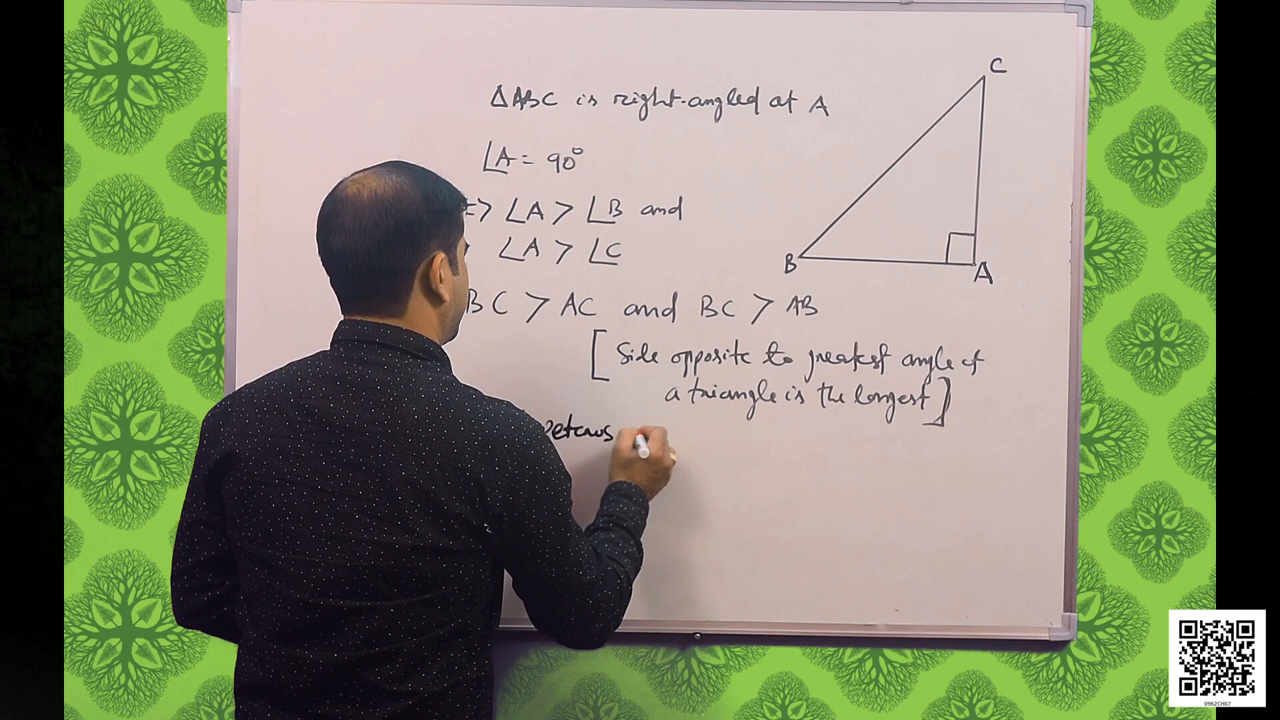 ΔABC is right-angled at A
∠A = 90°
=> ∠A > ∠B and
∠A > ∠C
BC > AC and BC > AB
[Side opposite to greatest angle of
a triangle is the longest]
C
B
A
0962CH07